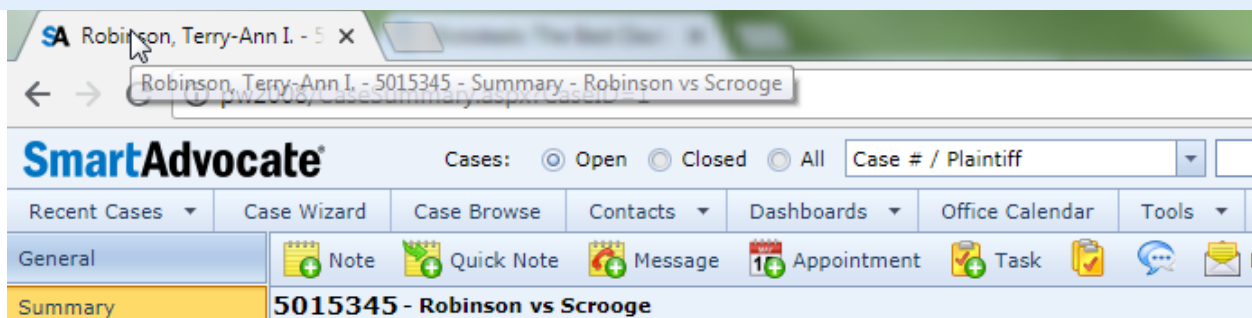 SA Robinson, Terry-Ann I. - 5
Robinson, Terry-Ann I. - 5015345 - Summary - Robinson vs Scrooge
pw2008/CaseSummary.aspx?CaseID=1
SmartAdvocate® Cases: Open Closed All Case # / Plaintiff
Recent Cases Case Wizard Case Browse Contacts Dashboards Office Calendar Tools
General Note Quick Note Message Appointment Task
Summary 5015345 - Robinson vs Scrooge